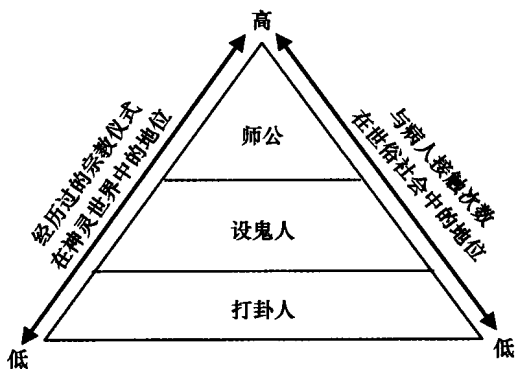 高
经历过的宗教仪式
在神灵世界中的地位
与病人接触次数
在世俗社会中的地位
师公
设鬼人
打卦人
低
低